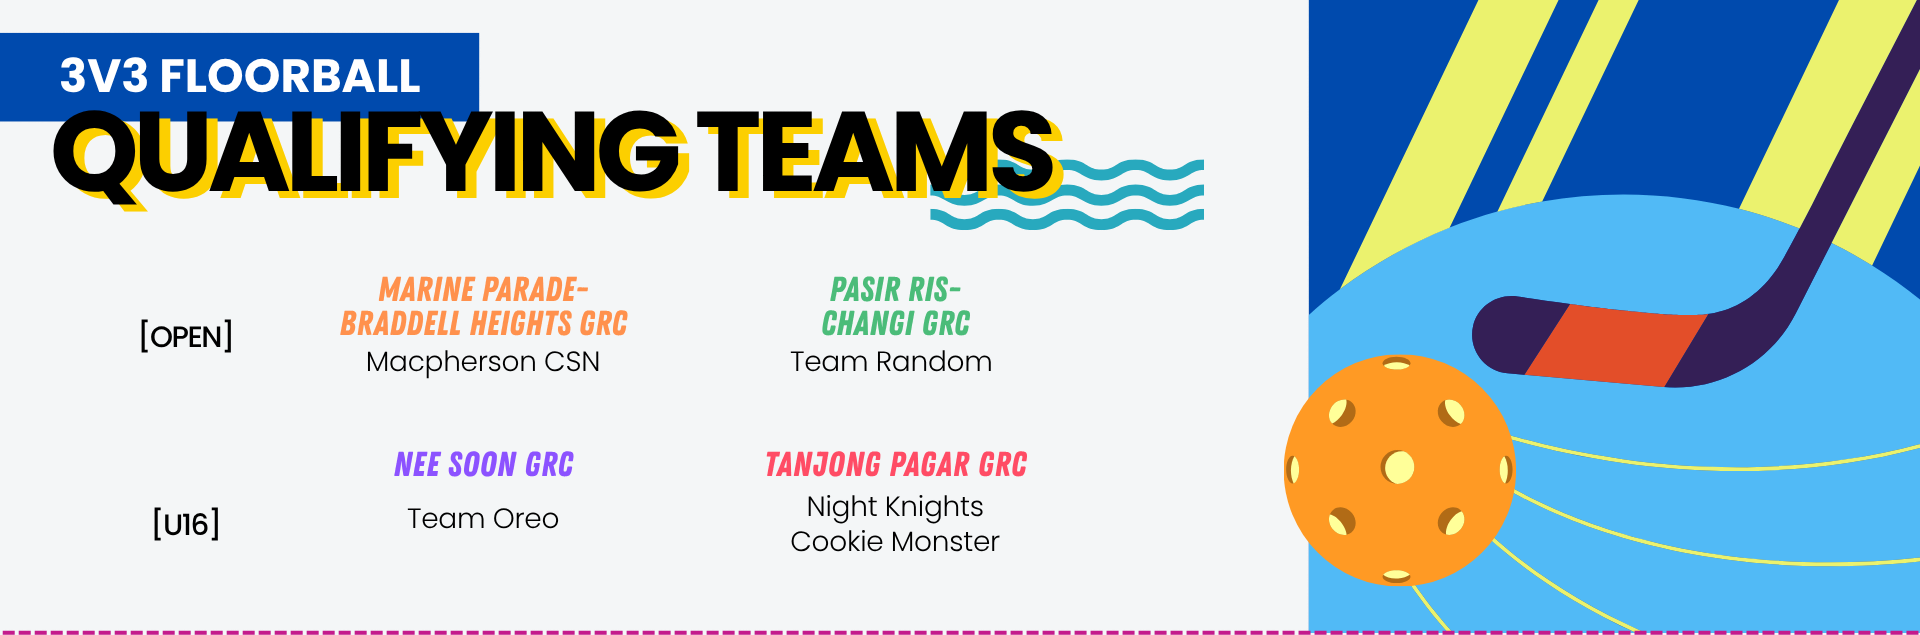 3V3 FLOORBALL
QUALIFYING TEAMS
[OPEN]
MARINE PARADE-
BRADDELL HEIGHTS GRC
Macpherson CSN
PASIR RIS-
CHANGI GRC
Team Random
[U16]
NEE SOON GRC
Team Oreo
TANJONG PAGAR GRC
Night Knights
Cookie Monster